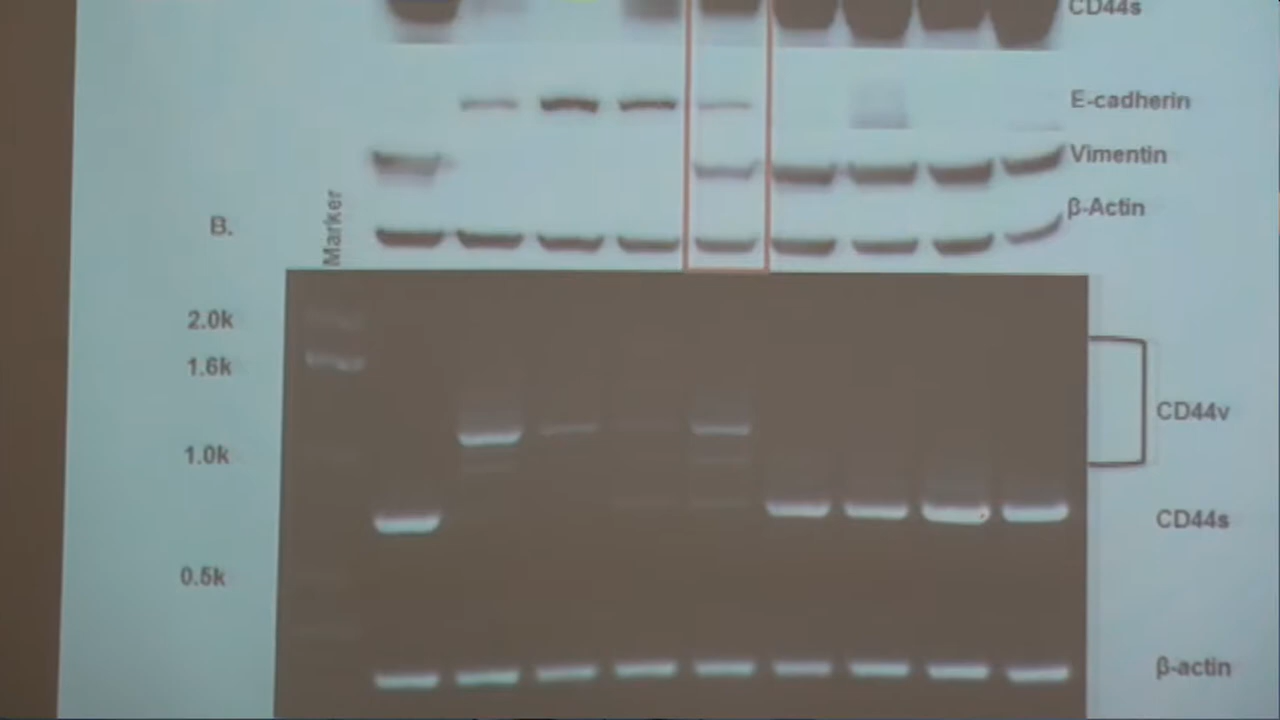 CD44s
E-cadherin
Vimentin
β-Actin
B.
Marker
2.0k
1.6k
1.0k
0.5k
CD44v
CD44s
β-actin